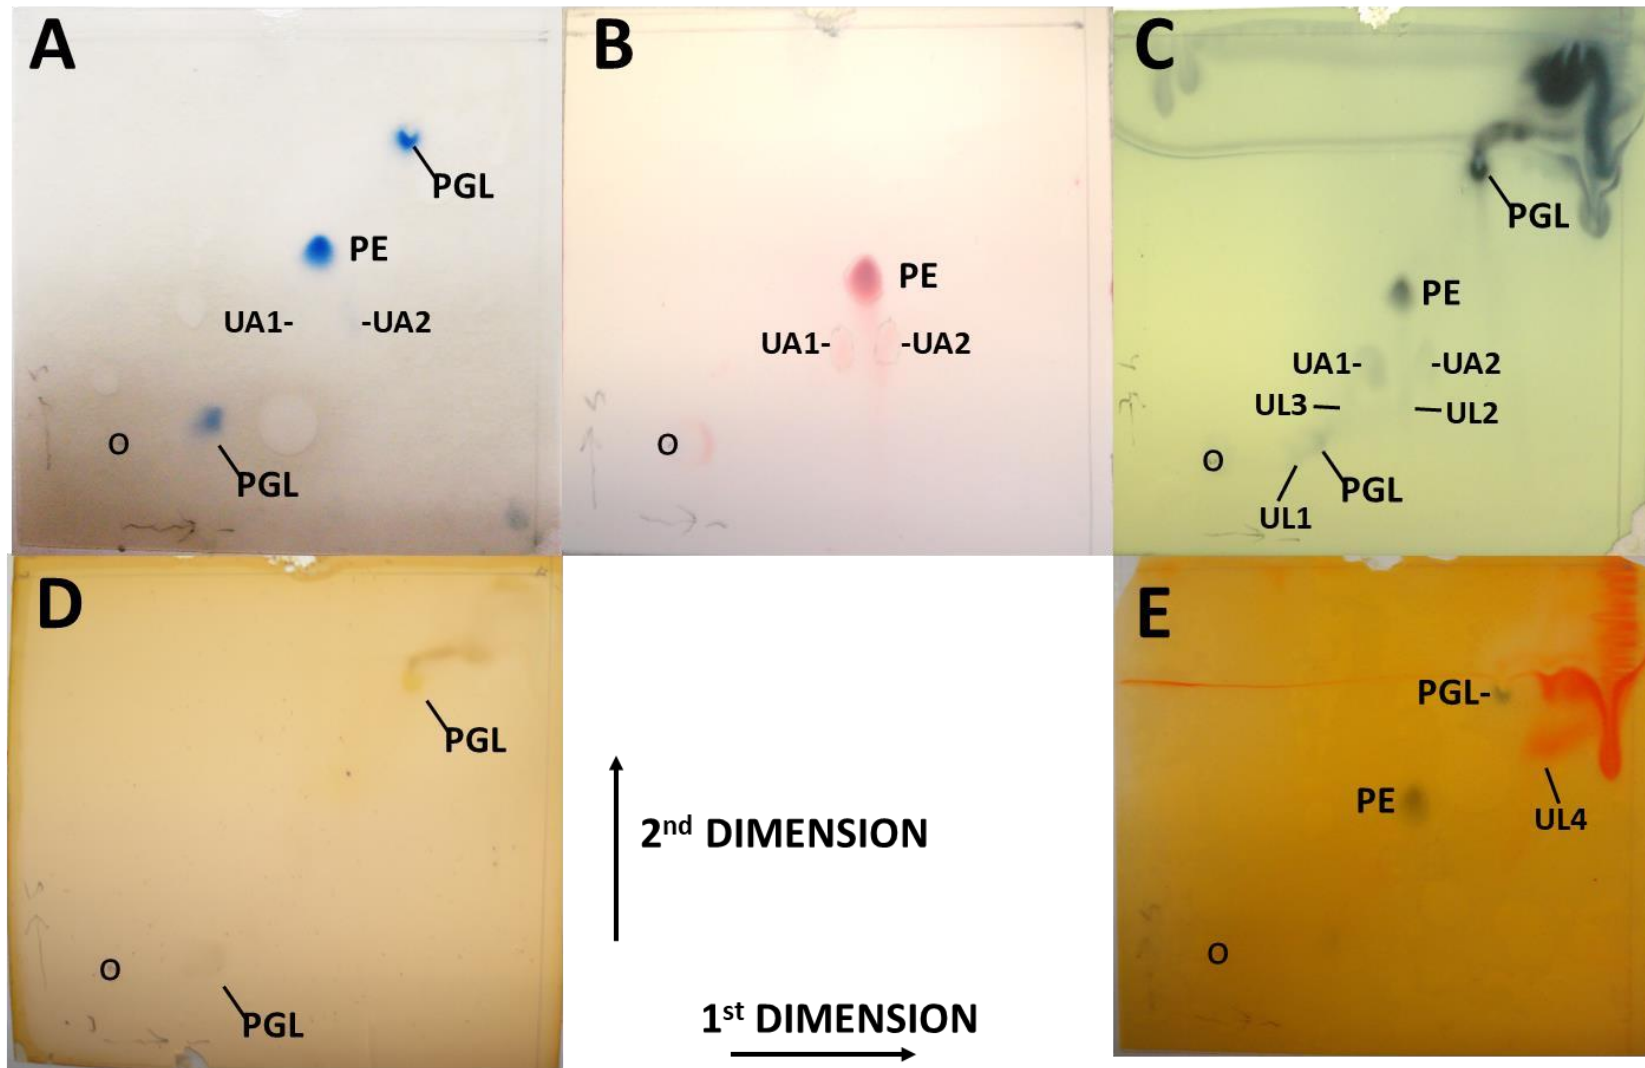 A
PGL
PE
UA1-
-UA2
O
PGL
B
PE
UA1-
-UA2
O
C
PGL
PE
UA1-
-UA2
UL3
UL2
O
PGL
UL1
D
PGL
O
PGL
2nd DIMENSION
1st DIMENSION
E
PGL-
UL4
PE
O